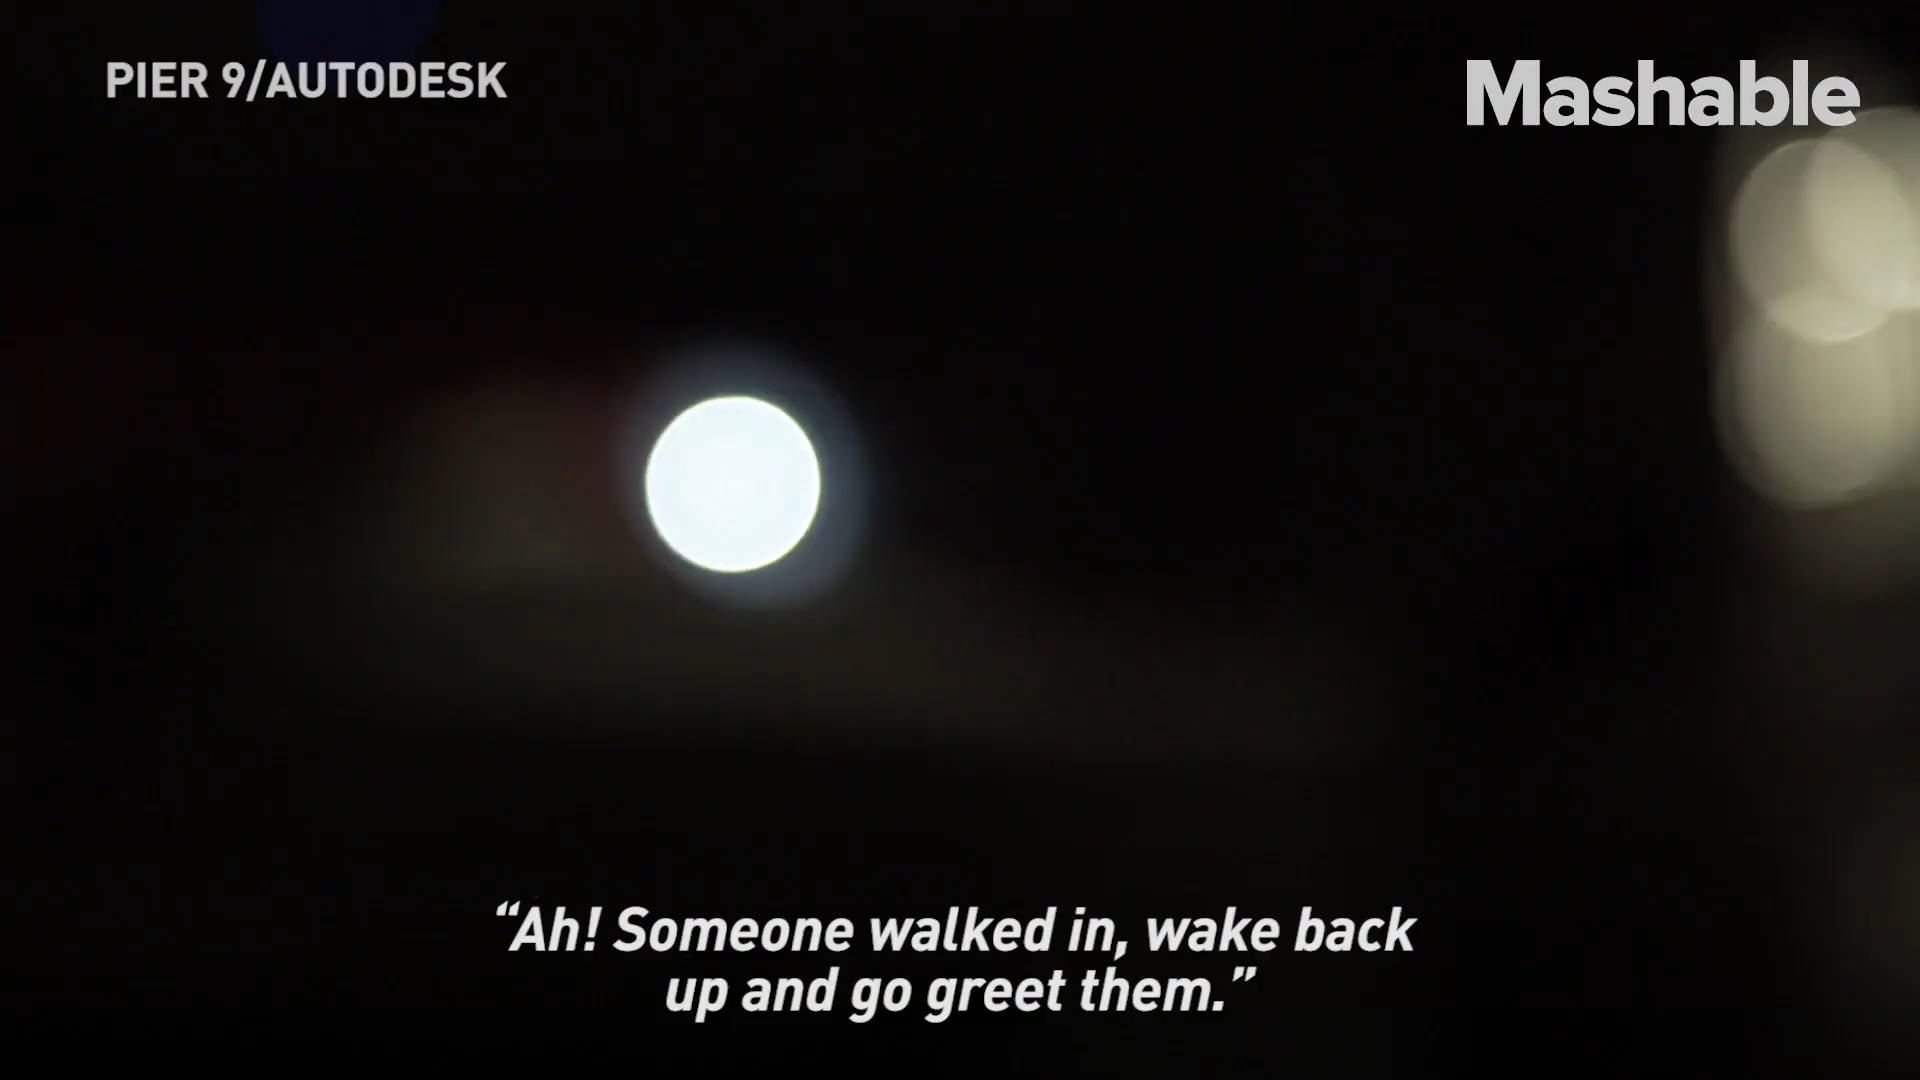 PIER 9/AUTODESK
Mashable
“Ah! Someone walked in, wake back
up and go greet them.”